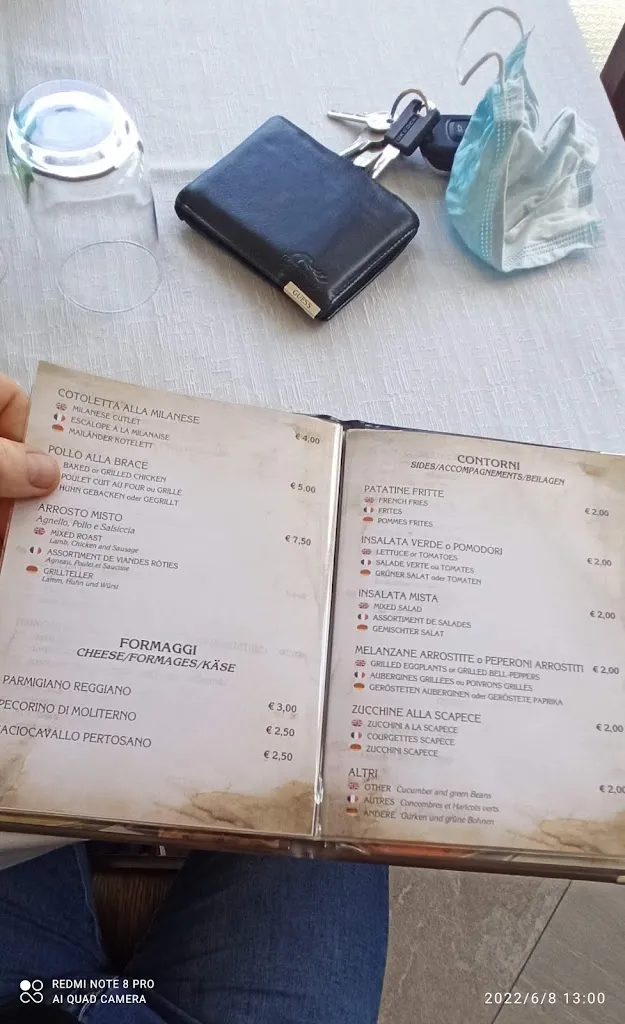 GUESS
COTOLETTA ALLA MILANESE
MILANESE CUTLET
ESCALOPE À LA MILANAISE
MAILÄNDER KOTELETT
€ 4,00
POLLO ALLA BRACE
BAKED or GRILLED CHICKEN
POULET CUIT AU FOUR ou GRILLE
HUHN GEBACKEN oder GEGRILLT
€ 5,00
ARROSTO MISTO
Agnello, Pollo e Salsiccia
MIXED ROAST
Lamb, Chicken and Sausage
ASSORTIMENT DE VIANDES RÔTIES
Agneau, Poulet et Saucisse
GRILLTELLER
Lamm, Huhn und Würst
€ 7,50
FORMAGGI
CHEESE/FORMAGES/KÄSE
PARMIGIANO REGGIANO
€ 3,00
PECORINO DI MOLITERNO
€ 2,50
CACIOCAVALLO PERTOSANO
€ 2,50
CONTORNI
SIDES/ACCOMPAGNEMENTS/BEILAGEN
PATATINE FRITTE
FRENCH FRIES
FRITES
POMMES FRITES
€ 2,00
INSALATA VERDE o POMODORI
LETTUCE or TOMATOES
SALADE VERTE ou TOMATES
GRÜNER SALAT oder TOMATEN
€ 2,00
INSALATA MISTA
MIXED SALAD
ASSORTIMENT DE SALADES
GEMISCHTER SALAT
€ 2,00
MELANZANE ARROSTITE o PEPERONI ARROSTITI € 2,00
GRILLED EGGPLANTS or GRILLED BELL-PEPPERS
AUBERGINES GRILLÉES ou POIVRONS GRILLÉS
GERÖSTETEN AUBERGINEN oder GERÖSTETE PAPRIKA
ZUCCHINE ALLA SCAPECE
ZUCCHINI A LA SCAPECE
COURGETTES SCAPECE
ZUCCHINI SCAPECE
€ 2,00
ALTRI
OTHER Cucumber and green Beans
AUTRES Concombres et Haricots verts
ANDERE Gurken und grüne Bohnen
€ 2,00
REDMI NOTE 8 PRO
AI QUAD CAMERA
2022/6/8 13:00